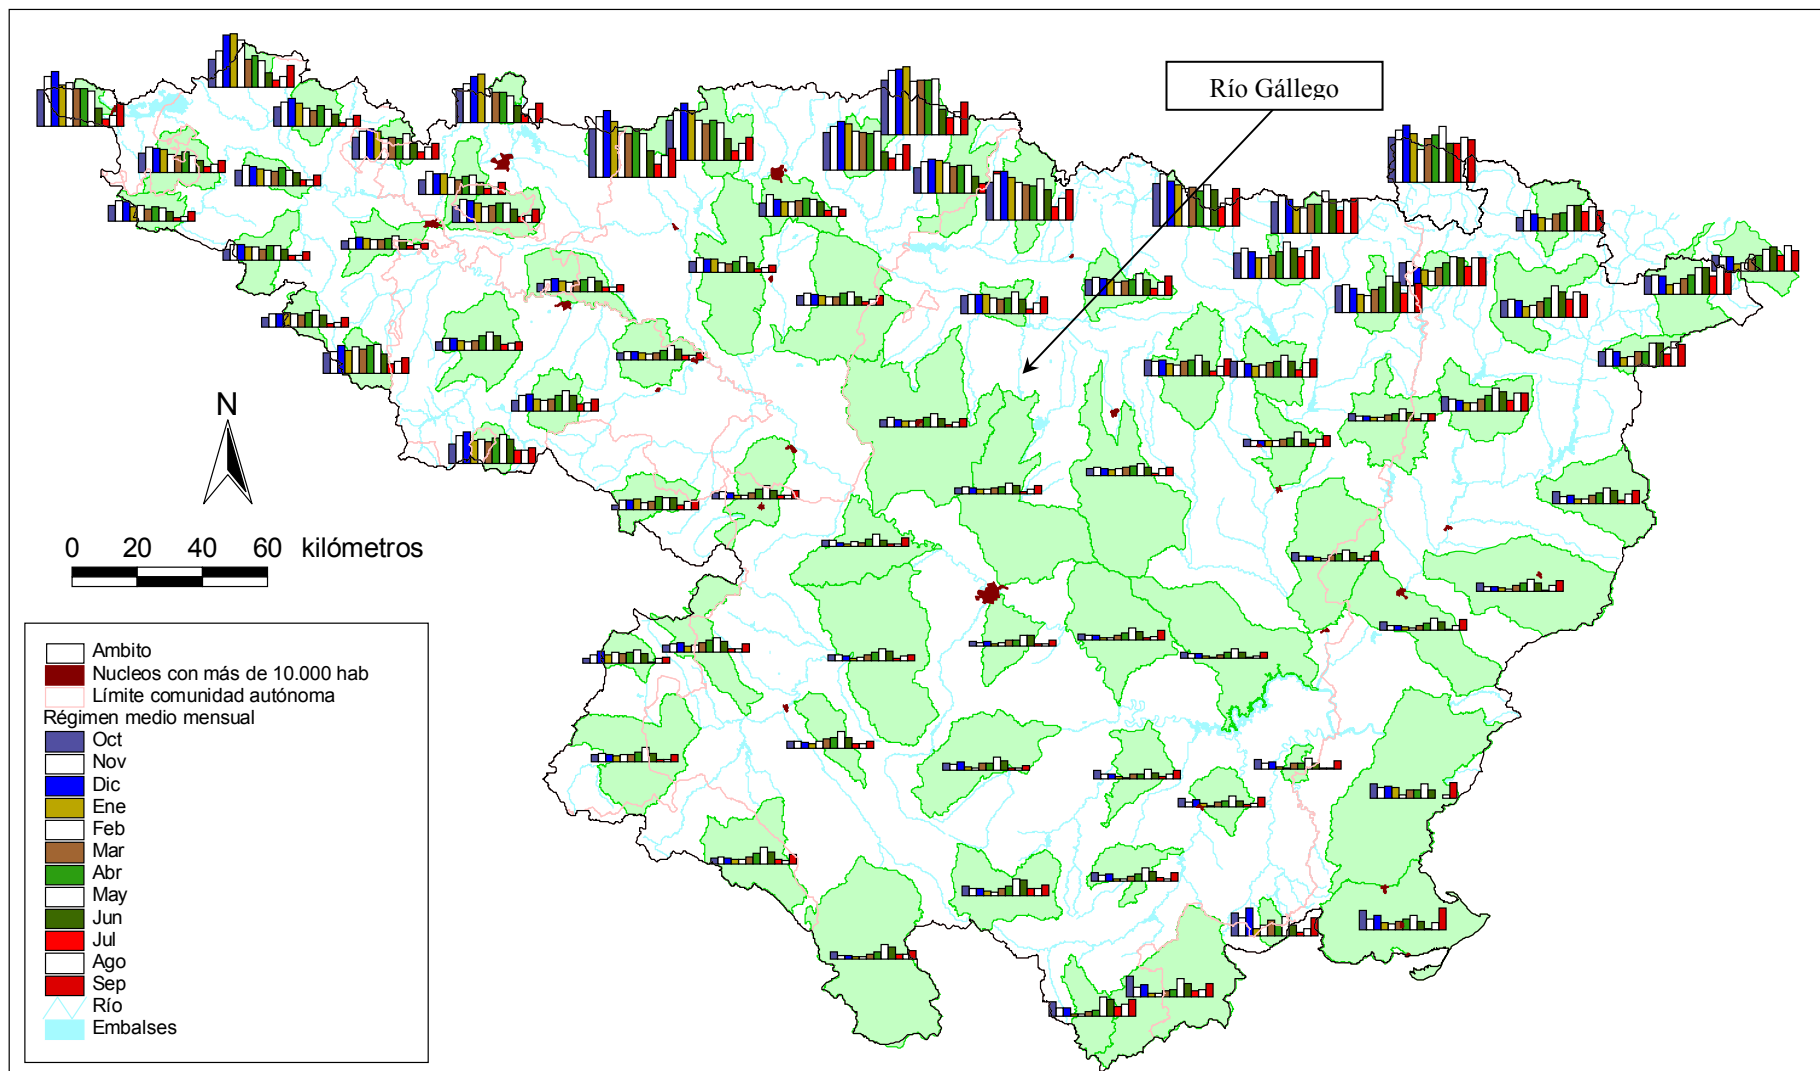 Río Gállego
N
0 20 40 60 kilómetros
Ambito
Nucleos con más de 10.000 hab
Límite comunidad autónoma
Régimen medio mensual
Oct
Nov
Dic
Ene
Feb
Mar
Abr
May
Jun
Jul
Ago
Sep
Río
Embalses